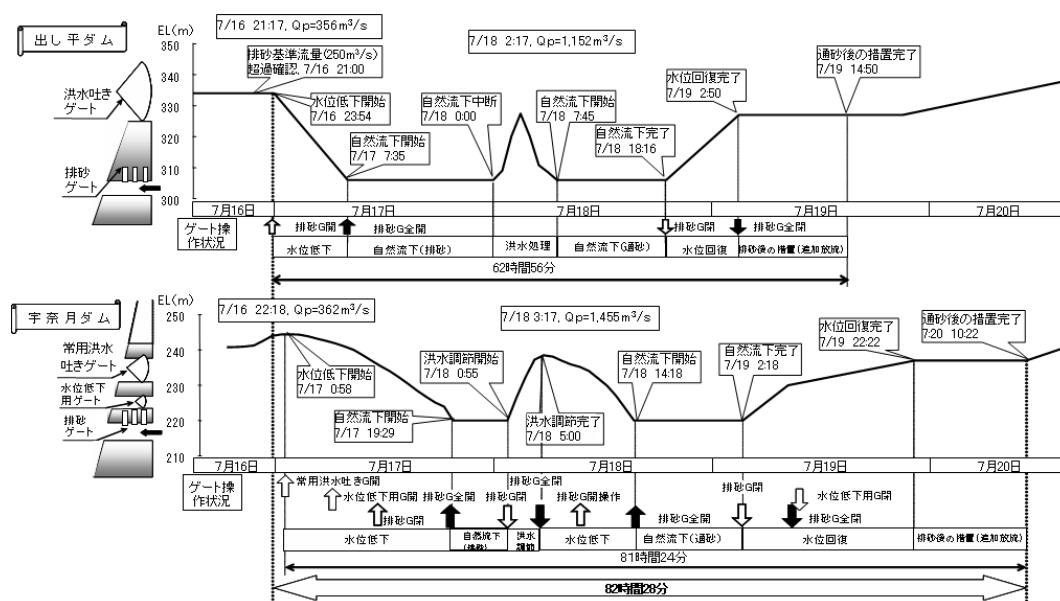 7/16 21:17, Qp=356m³/s
7/18 2:17, Qp=1,152m³/s
出し平ダム
EL(m)
350
340
330
320
310
300
洪水吐き
ゲート
排砂
ゲート
排砂基準流量(250m³/s)
超過確認, 7/16 21:00
水位低下開始
7/16 23:54
自然流下開始
7/17 7:35
自然流下中断
7/18 0:00
自然流下開始
7/18 7:45
自然流下完了
7/18 18:16
水位回復完了
7/19 2:50
通砂後の措置完了
7/19 14:50
7月16日
7月17日
7月18日
7月19日
7月20日
ゲート操
作状況
排砂G開
排砂G全開
排砂G閉
排砂G全閉
水位低下
自然流下(排砂)
洪水処理
自然流下(通砂)
水位回復
排砂後の措置(追加放流)
62時間56分
宇奈月ダム
EL(m)
7/16 22:18, Qp=362m³/s
7/18 3:17, Qp=1,455m³/s
250
240
230
220
210
常用洪水
吐きゲート
水位低下
用ゲート
排砂
ゲート
水位低下開始
7/17 0:58
自然流下開始
7/17 19:29
洪水調節開始
7/18 0:55
洪水調節完了
7/18 5:00
自然流下開始
7/18 14:18
自然流下完了
7/19 2:18
水位回復完了
7/19 22:22
通砂後の措置完了
7:20 10:22
7月16日
7月17日
7月18日
7月19日
7月20日
ゲート操
作状況
常用洪水吐きG開
水位低下用G開
排砂G開
排砂G全開
排砂G閉
排砂G全閉
排砂G開操作
排砂G全開
排砂G閉
水位低下用G閉
排砂G全閉
水位低下
自然流下
洪水
調節
水位低下
自然流下(通砂)
水位回復
排砂後の措置(追加放流)
81時間24分
82時間28分